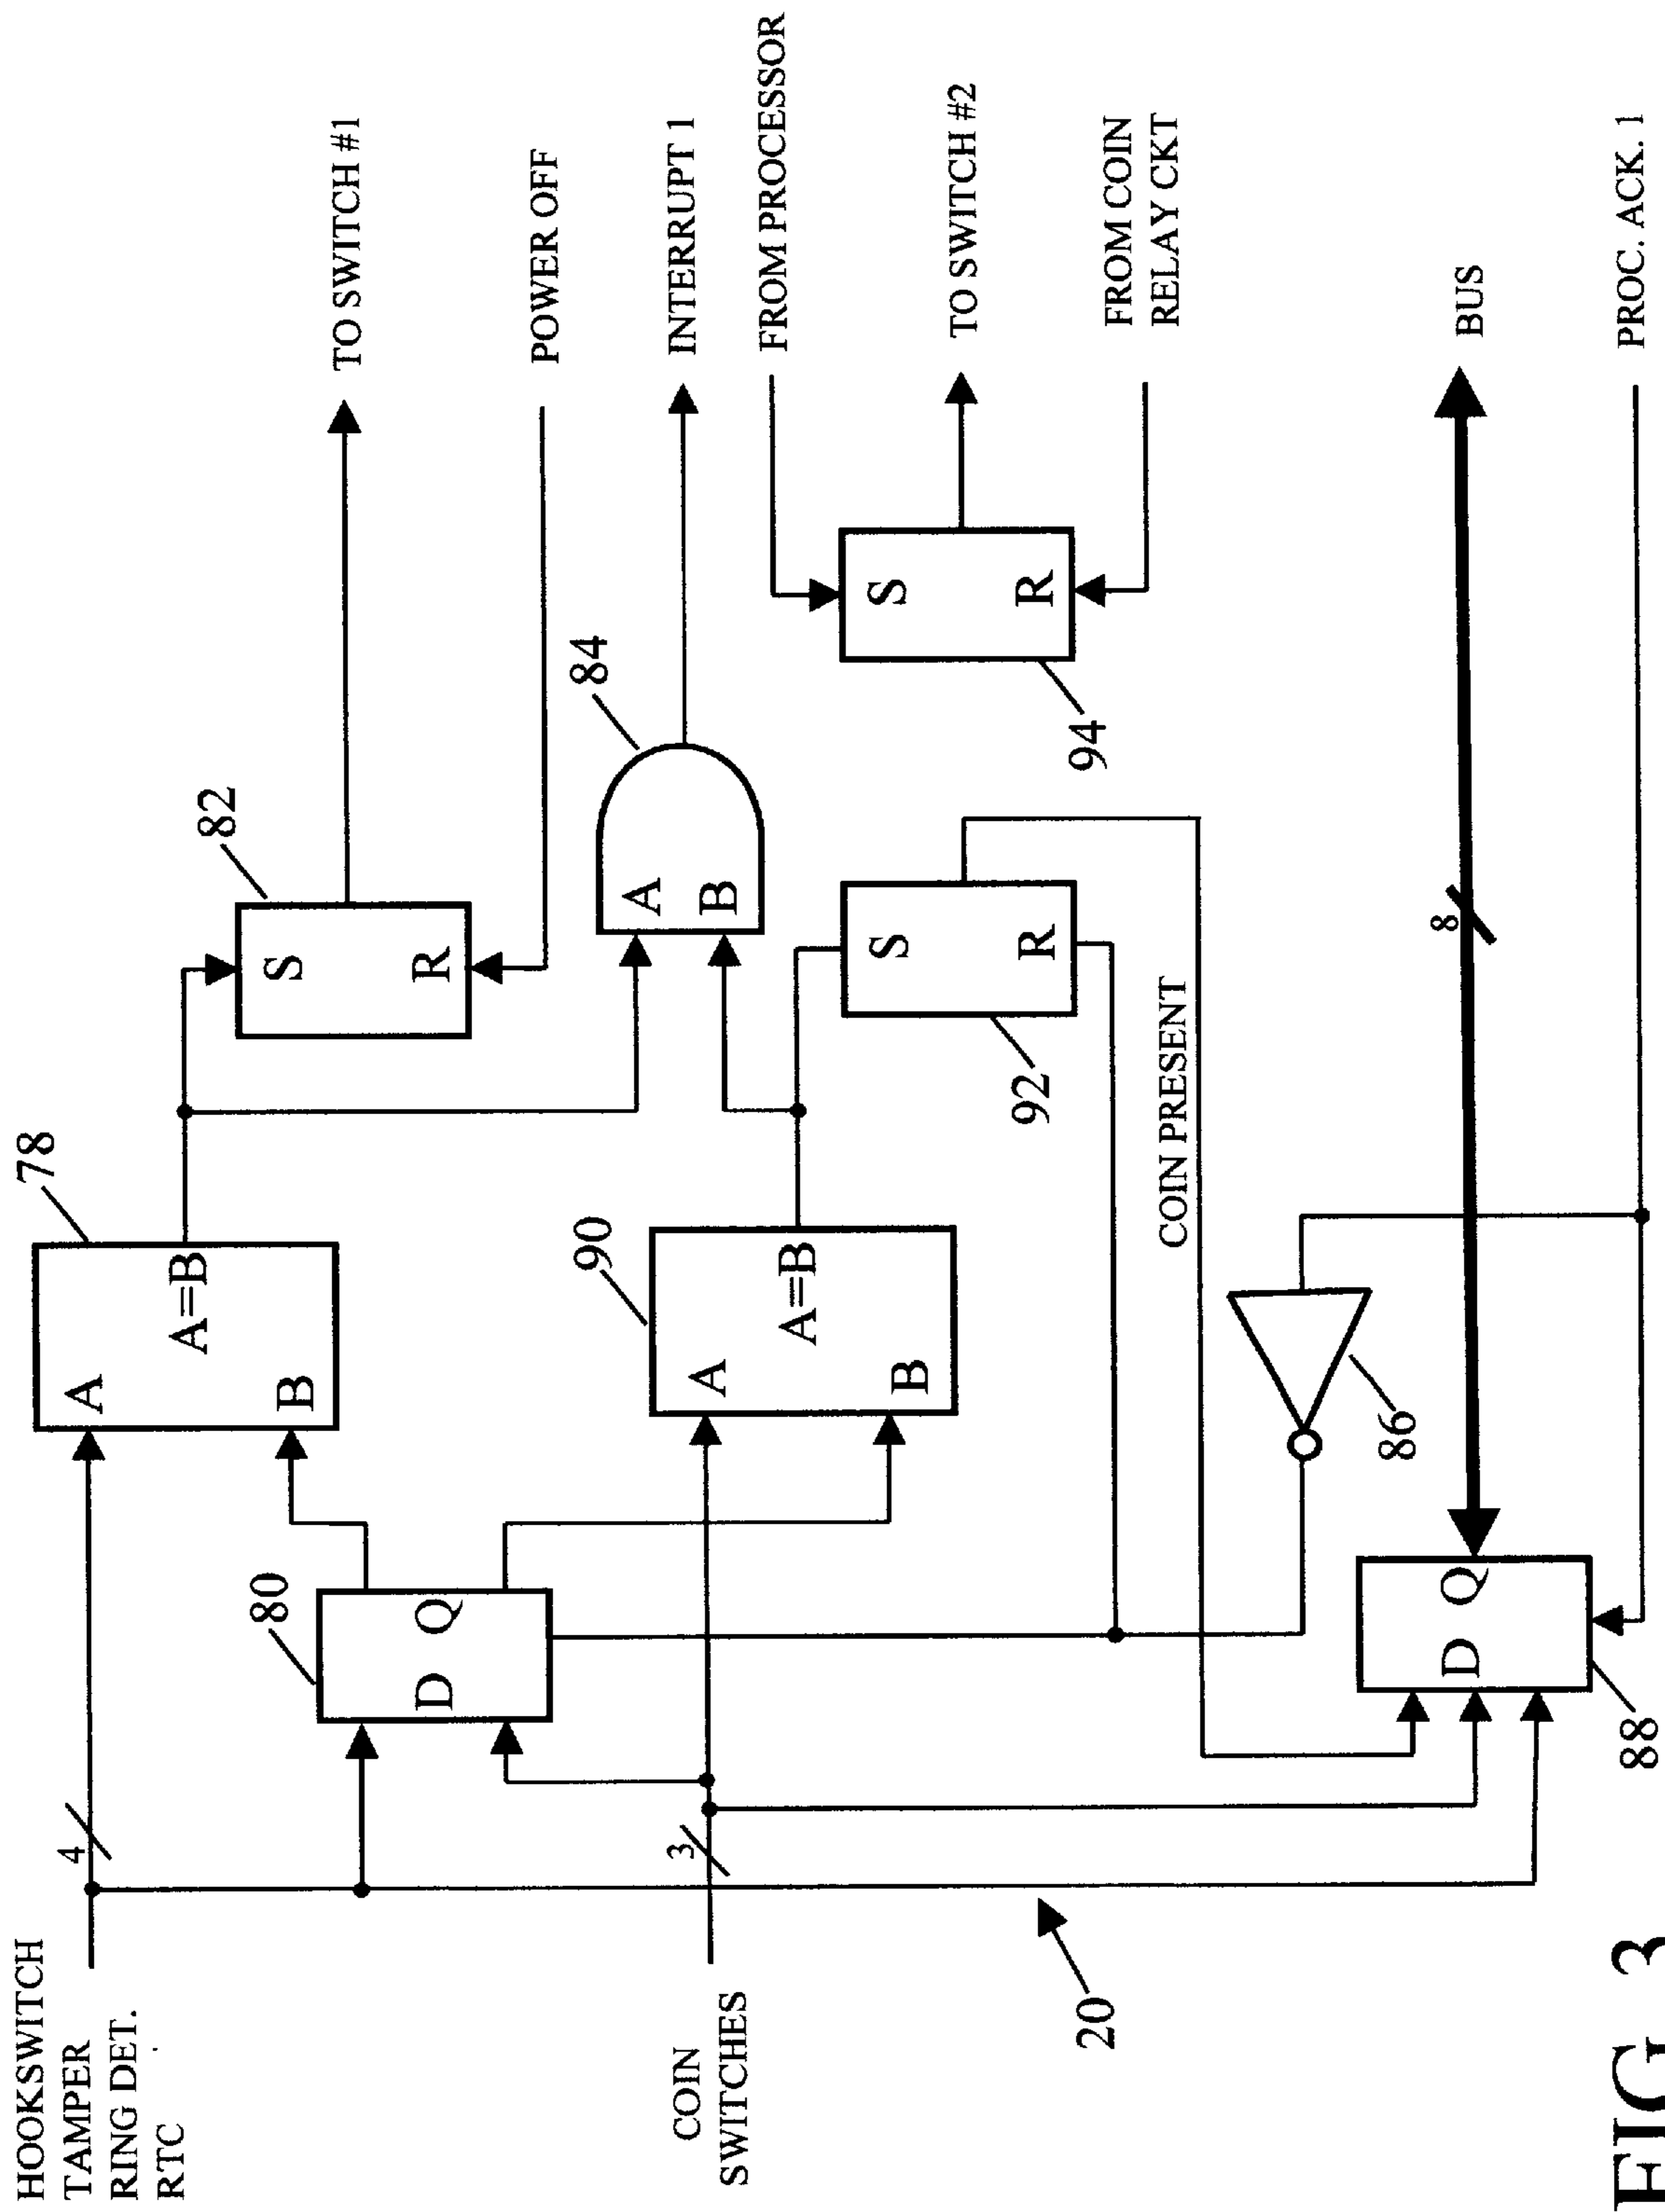 HOOKSWITCH
TAMPER
RING DET.
RTC
4
78
A
A=B
B
80
D Q
82
S
R
TO SWITCH #1
POWER OFF
84
A
B
INTERRUPT 1
COIN
SWITCHES
3
90
A
A=B
B
92
S
R
FROM PROCESSOR
94
S
R
TO SWITCH #2
FROM COIN
RELAY CKT
COIN PRESENT
20
86
88
D Q
8
BUS
PROC. ACK. 1
FIG. 3